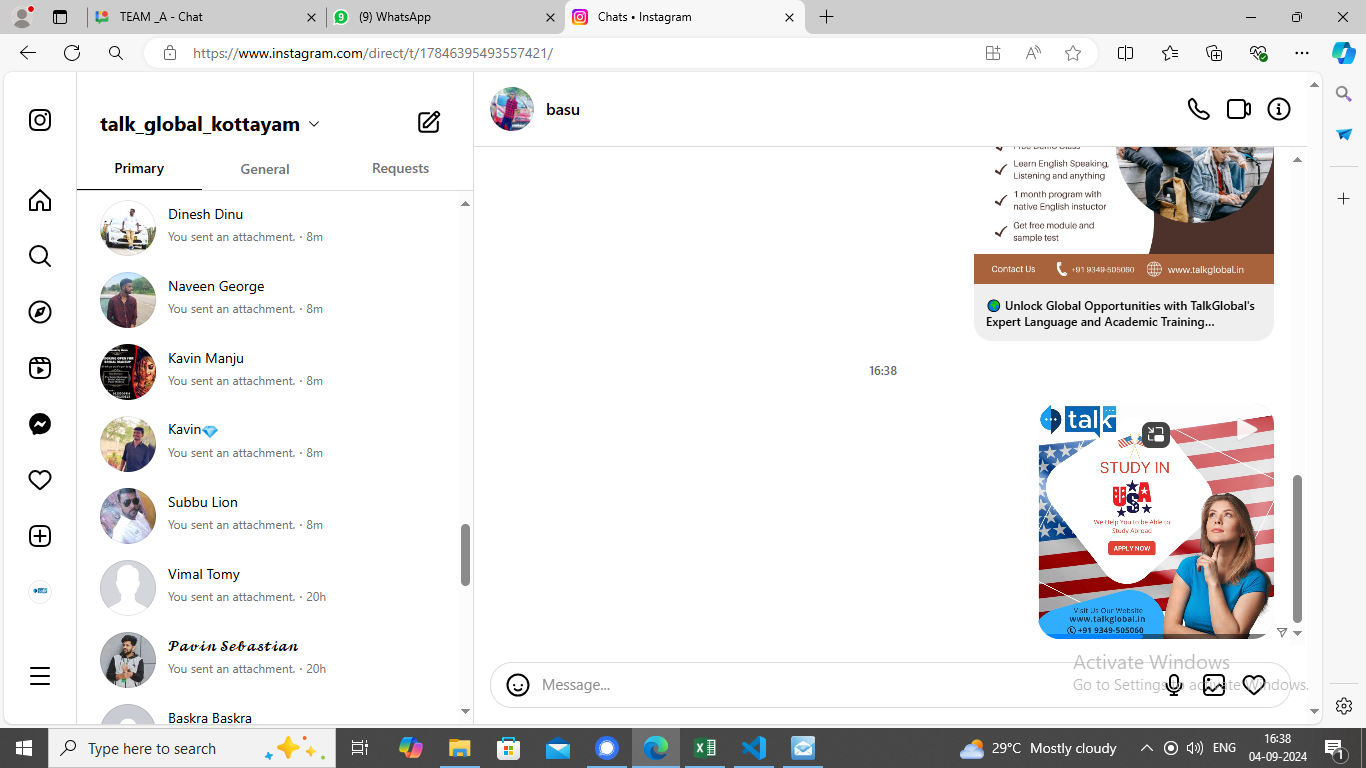 TEAM _A - Chat
(9) WhatsApp
Chats • Instagram
https://www.instagram.com/direct/t/17846395493557421/
talk_global_kottayam
Primary
General
Requests
Dinesh Dinu
You sent an attachment. · 8m
Naveen George
You sent an attachment. · 8m
Kavin Manju
You sent an attachment. · 8m
Kavin💎
You sent an attachment. · 8m
Subbu Lion
You sent an attachment. · 8m
Vimal Tomy
You sent an attachment. · 20h
𝓟𝓪𝓿𝓲𝓷 𝓢𝓮𝓫𝓪𝓼𝓽𝓲𝓪𝓷
You sent an attachment. · 20h
Baskra Baskra
basu
Free Demo Class
Learn English Speaking,
Listening and anything
1 month program with
native English instuctor
Get free module and
sample test
Contact Us
+91 9349-505060
www.talkglobal.in
🌍 Unlock Global Opportunities with TalkGlobal's
Expert Language and Academic Training...
16:38
talk
STUDY IN
USA
We Help You to be Able to
Study Abroad
APPLY NOW
Visit Us Our Website
www.talkglobal.in
+91 9349-505060
Message...
Activate Windows
Go to Settings to activate Windows.
Type here to search
29°C Mostly cloudy
ENG
16:38
04-09-2024
1